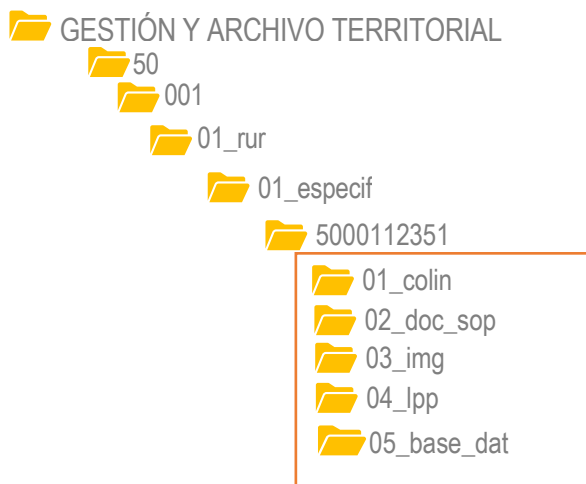 GESTIÓN Y ARCHIVO TERRITORIAL
50
001
01_rur
01_especif
5000112351
01_colin
02_doc_sop
03_img
04_lpp
05_base_dat